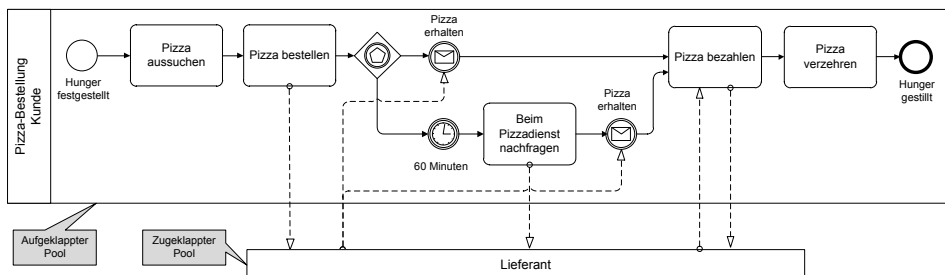 Pizza-Bestellung
Kunde
Hunger
festgestellt
Pizza
aussuchen
Pizza bestellen
Pizza
erhalten
60 Minuten
Beim
Pizzadienst
nachfragen
Pizza
erhalten
Pizza bezahlen
Pizza
verzehren
Hunger
gestillt
Aufgeklappter
Pool
Zugeklappter
Pool
Lieferant